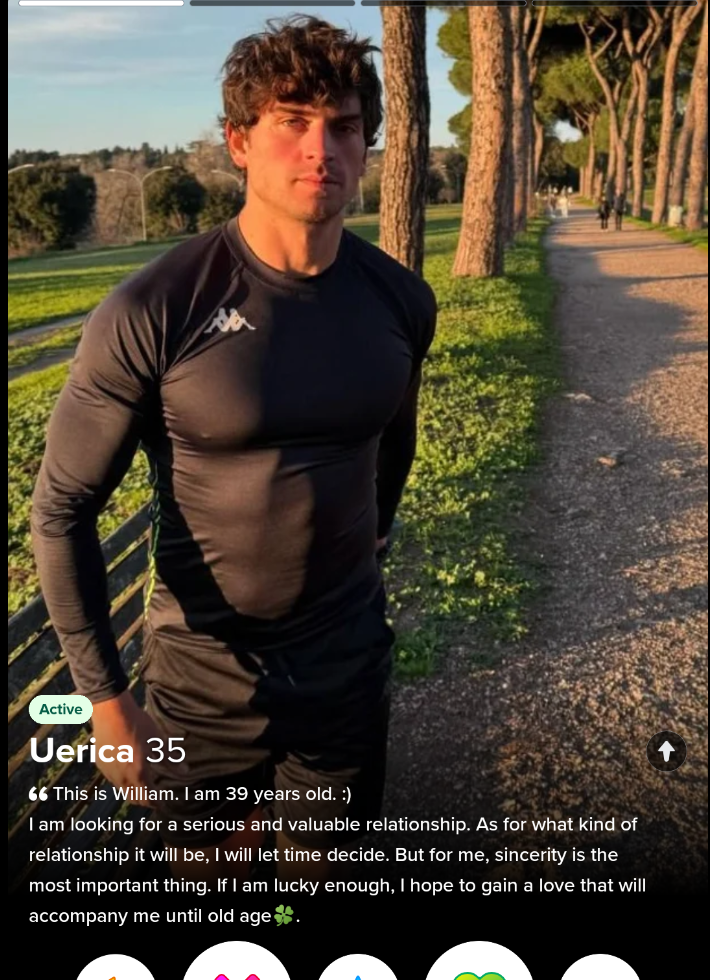 Active
Uerica 35
❝ This is William. I am 39 years old. :)
I am looking for a serious and valuable relationship. As for what kind of
relationship it will be, I will let time decide. But for me, sincerity is the
most important thing. If I am lucky enough, I hope to gain a love that will
accompany me until old age🍀.